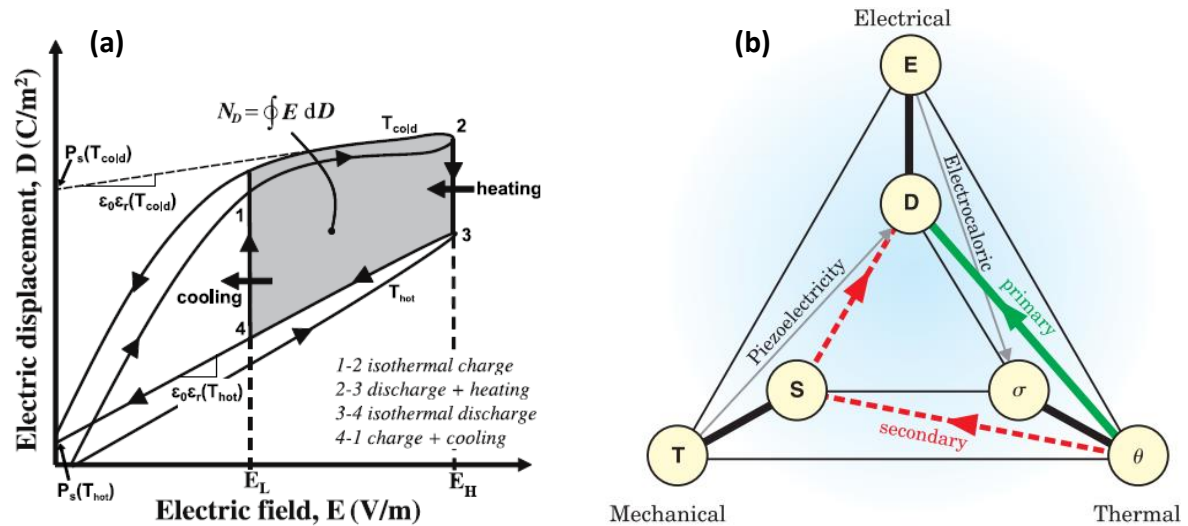 (a)
Electric displacement, D (C/m²)
N_D = ∮ E dD
T_cold
2
P_s(T_cold)
ε₀ε_r(T_cold)
1
heating
3
cooling
T_hot
4
ε₀ε_r(T_hot)
1-2 isothermal charge
2-3 discharge + heating
3-4 isothermal discharge
4-1 charge + cooling
P_s(T_hot)
E_L
E_H
Electric field, E (V/m)
(b)
Electrical
E
D
Electrocaloric
Piezoelectricity
primary
S
σ
secondary
T
θ
Mechanical
Thermal